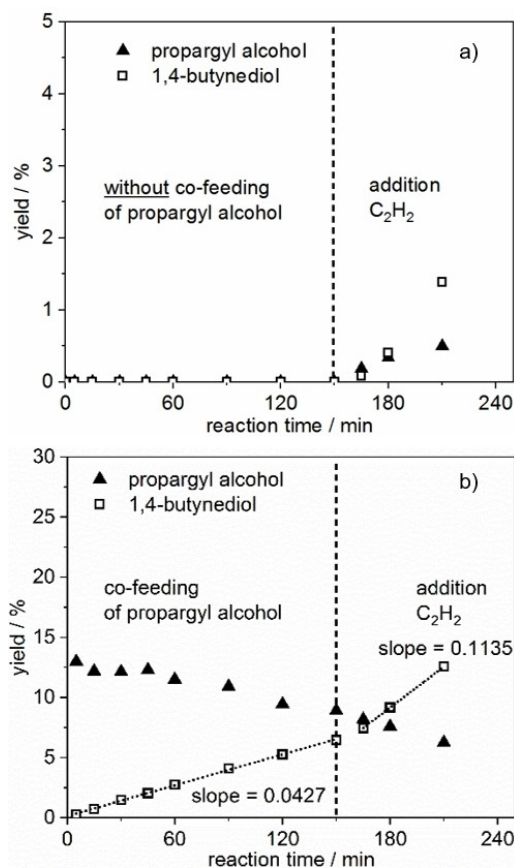 5
4
3
2
1
0
yield / %
propargyl alcohol
1,4-butynediol
a)
without co-feeding
of propargyl alcohol
addition
C₂H₂
0 60 120 180 240
reaction time / min
30
25
20
15
10
5
0
yield / %
propargyl alcohol
1,4-butynediol
b)
co-feeding
of propargyl alcohol
addition
C₂H₂
slope = 0.1135
slope = 0.0427
0 60 120 180 240
reaction time / min